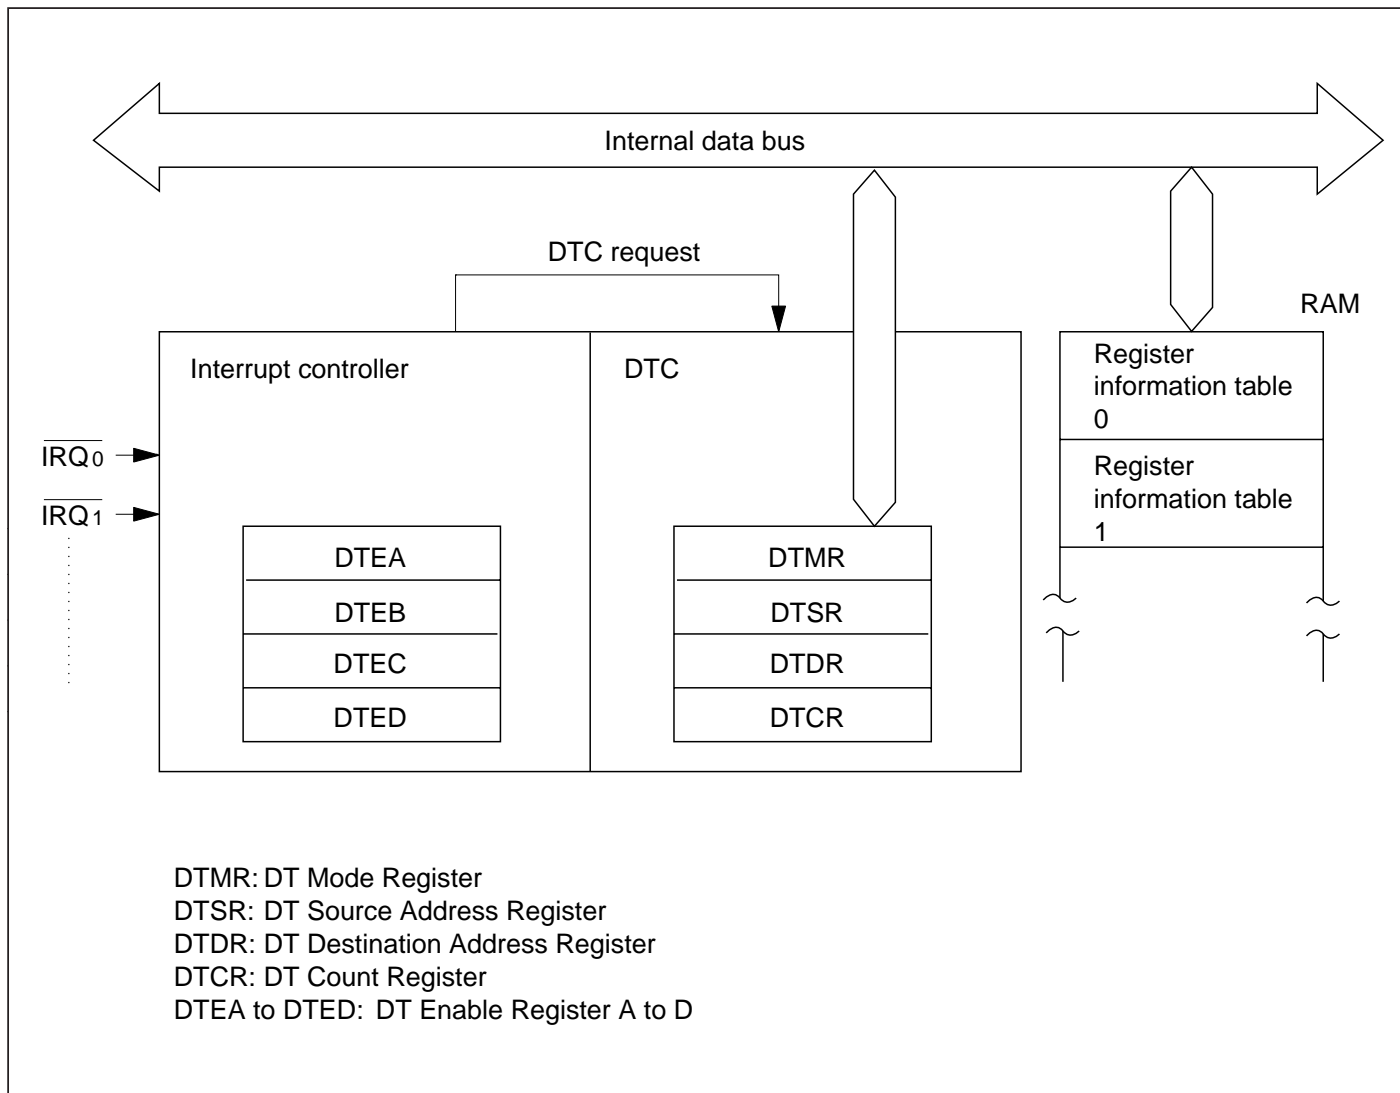 Internal data bus
DTC request
RAM
Interrupt controller
DTC
Register
information table
0
Register
information table
1
IRQ0
IRQ1
DTEA
DTEB
DTEC
DTED
DTMR
DTSR
DTDR
DTCR
DTMR: DT Mode Register
DTSR: DT Source Address Register
DTDR: DT Destination Address Register
DTCR: DT Count Register
DTEA to DTED: DT Enable Register A to D